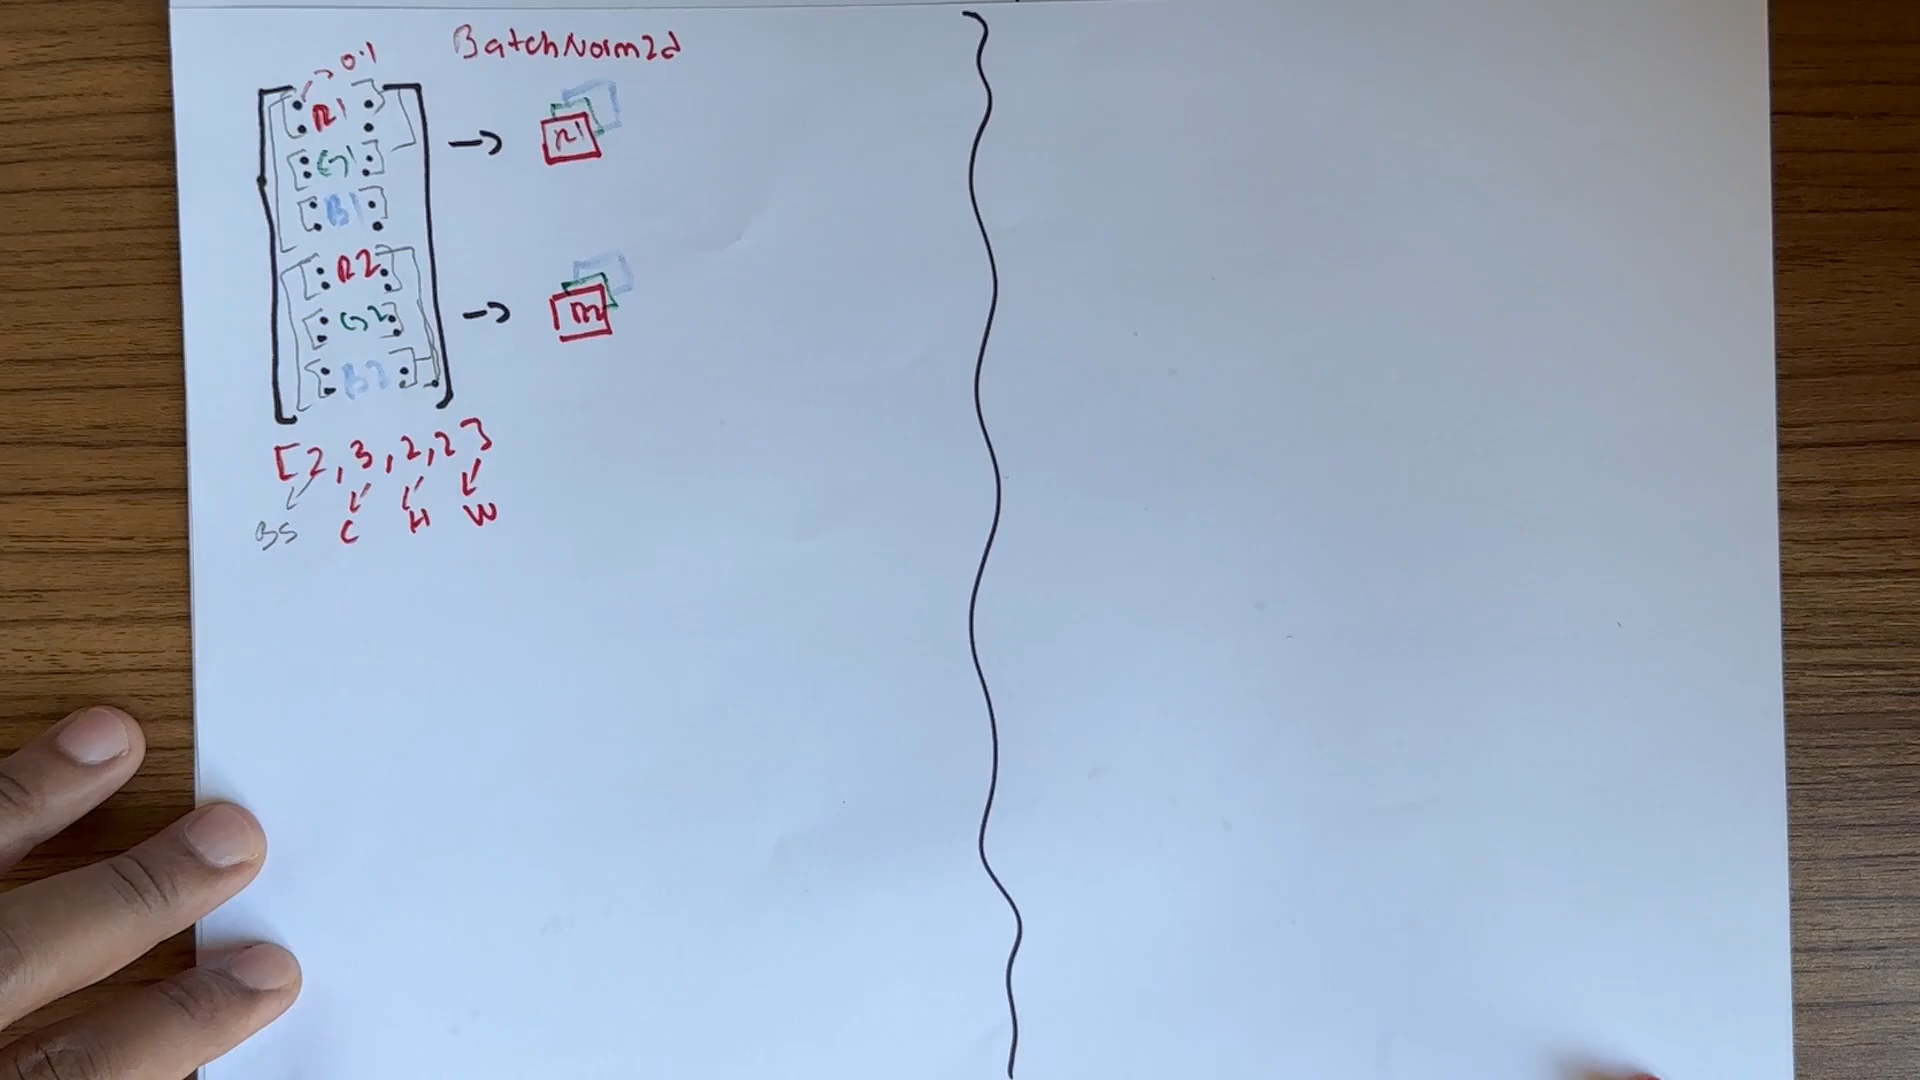 BatchNorm2d
0.1
R1
R1
G1
B1
R2
R2
G2
B2
[2,3,2,2]
BS C H W